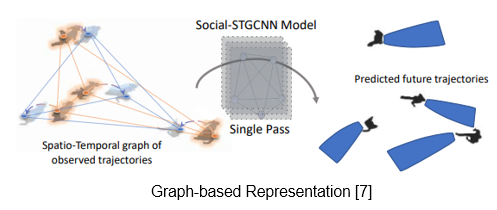 Social-STGCNN Model
Predicted future trajectories
Single Pass
Spatio-Temporal graph of
observed trajectories
Graph-based Representation [7]